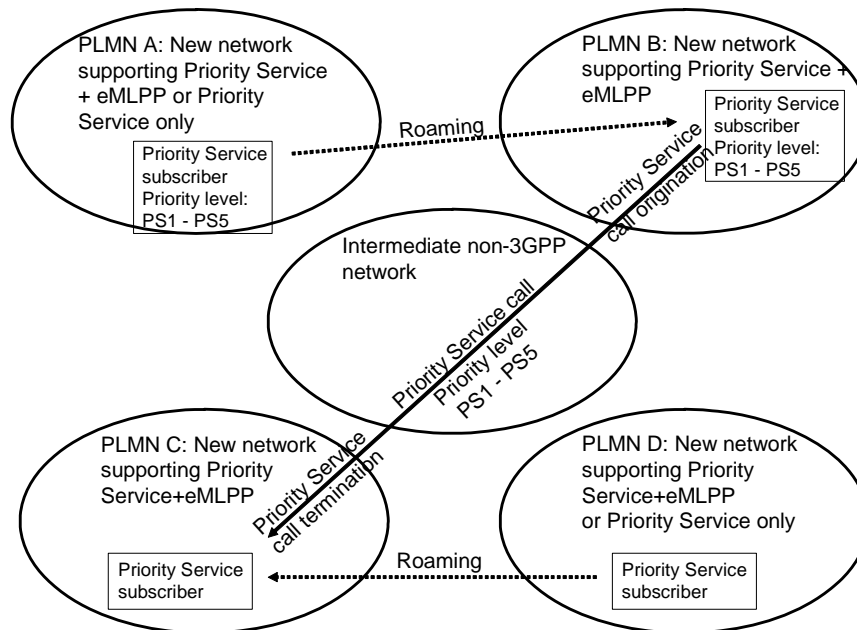 PLMN A: New network
supporting Priority Service
+ eMLPP or Priority
Service only
Priority Service
subscriber
Priority level:
PS1 - PS5
Roaming
PLMN B: New network
supporting Priority Service +
eMLPP
Priority Service
subscriber
Priority level:
PS1 - PS5
Priority Service
call origination
Intermediate non-3GPP
network
Priority Service call
Priority level
PS1 - PS5
PLMN C: New network
supporting Priority
Service+eMLPP
Priority Service
call termination
Priority Service
subscriber
Roaming
PLMN D: New network
supporting Priority
Service+eMLPP
or Priority Service only
Priority Service
subscriber